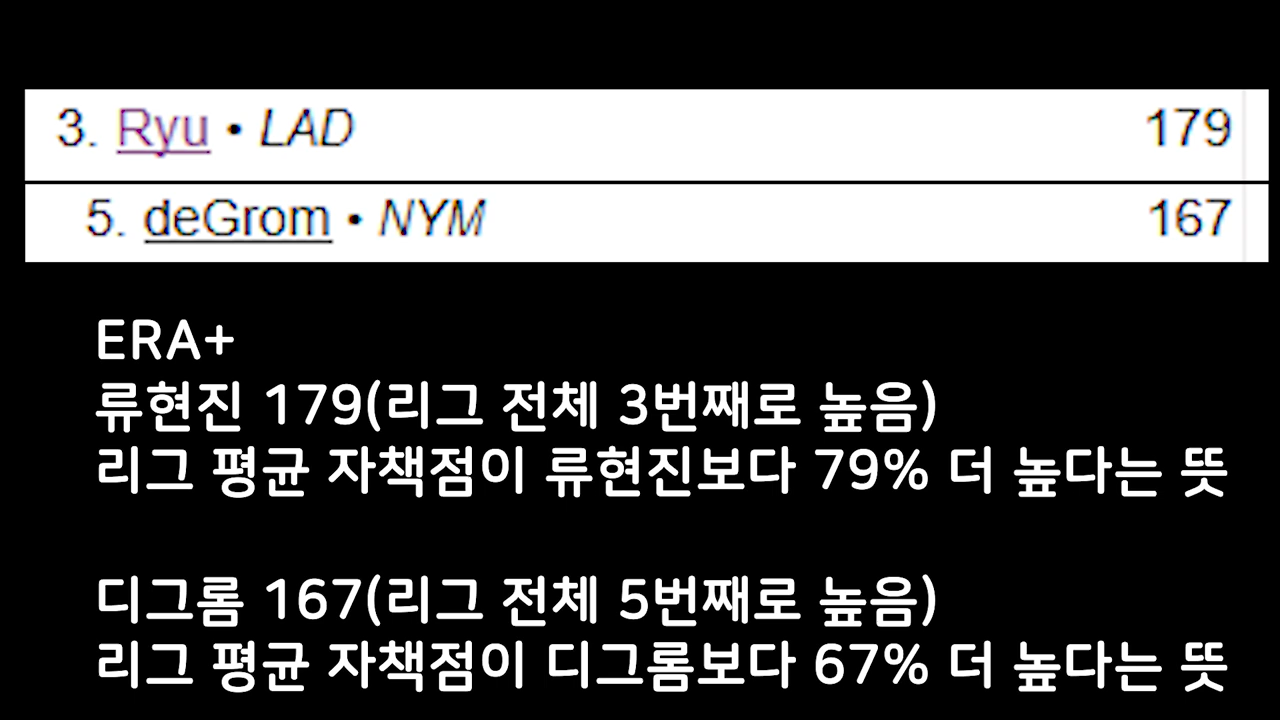 3. Ryu • LAD 179
5. deGrom • NYM 167
ERA+
류현진 179(리그 전체 3번째로 높음)
리그 평균 자책점이 류현진보다 79% 더 높다는 뜻
디그롬 167(리그 전체 5번째로 높음)
리그 평균 자책점이 디그롬보다 67% 더 높다는 뜻